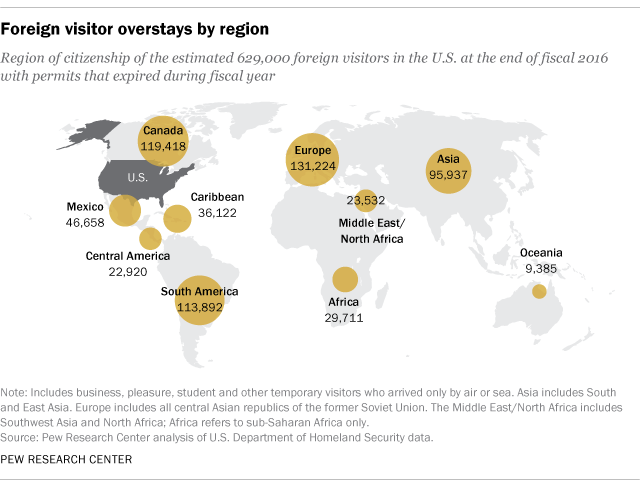 Foreign visitor overstays by region
Region of citizenship of the estimated 629,000 foreign visitors in the U.S. at the end of fiscal 2016
with permits that expired during fiscal year
Canada
119,418
Europe
131,224
Asia
95,937
U.S.
Mexico
46,658
Caribbean
36,122
23,532
Middle East/
North Africa
Central America
22,920
Oceania
9,385
South America
113,892
Africa
29,711
Note: Includes business, pleasure, student and other temporary visitors who arrived only by air or sea. Asia includes South
and East Asia. Europe includes all central Asian republics of the former Soviet Union. The Middle East/North Africa includes
Southwest Asia and North Africa; Africa refers to sub-Saharan Africa only.
Source: Pew Research Center analysis of U.S. Department of Homeland Security data.
PEW RESEARCH CENTER